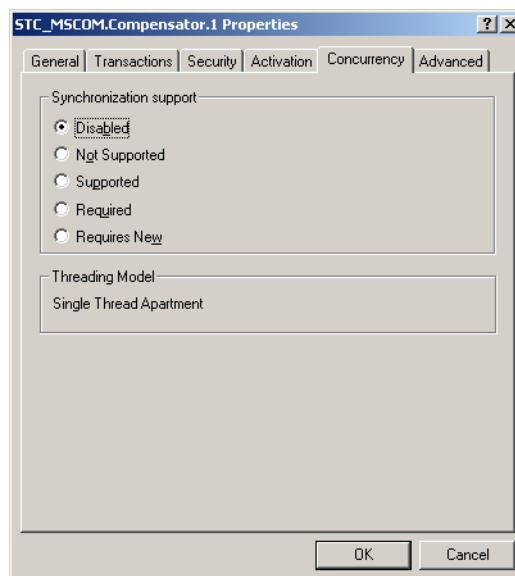 STC_MSCOM.Compensator.1 Properties
General Transactions Security Activation Concurrency Advanced
Synchronization support
Disabled
Not Supported
Supported
Required
Requires New
Threading Model
Single Thread Apartment
OK Cancel